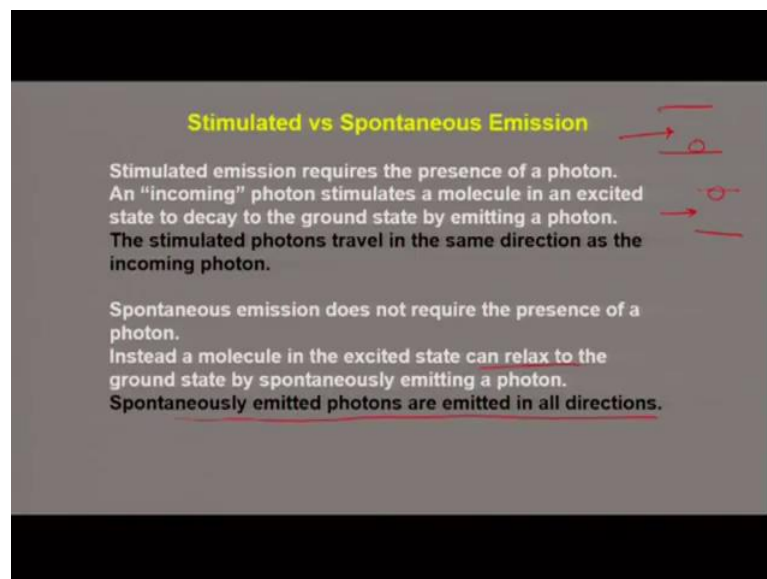 Stimulated vs Spontaneous Emission
Stimulated emission requires the presence of a photon.
An “incoming” photon stimulates a molecule in an excited
state to decay to the ground state by emitting a photon.
The stimulated photons travel in the same direction as the
incoming photon.
Spontaneous emission does not require the presence of a
photon.
Instead a molecule in the excited state can relax to the
ground state by spontaneously emitting a photon.
Spontaneously emitted photons are emitted in all directions.